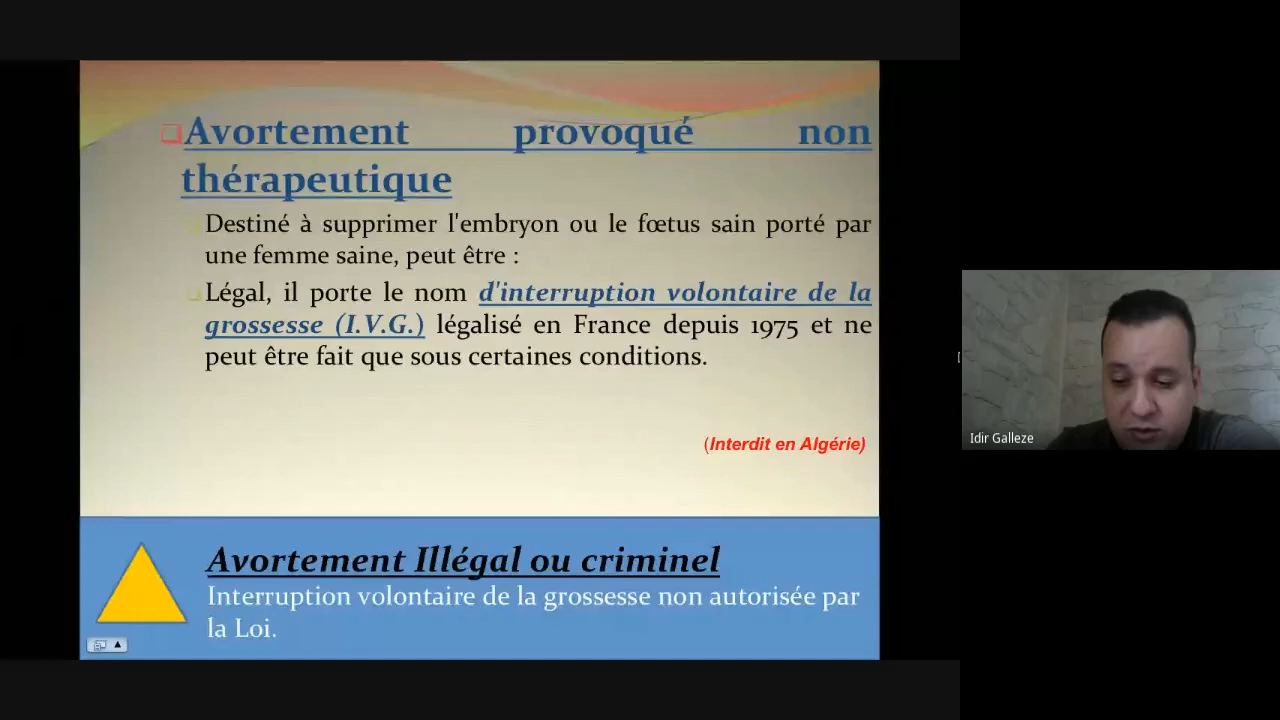 Avortement provoqué non
thérapeutique
Destiné à supprimer l'embryon ou le fœtus sain porté par
une femme saine, peut être :
Légal, il porte le nom d'interruption volontaire de la
grossesse (I.V.G.) légalisé en France depuis 1975 et ne
peut être fait que sous certaines conditions.
(Interdit en Algérie)
Avortement Illégal ou criminel
Interruption volontaire de la grossesse non autorisée par
la Loi.
Idir Galleze